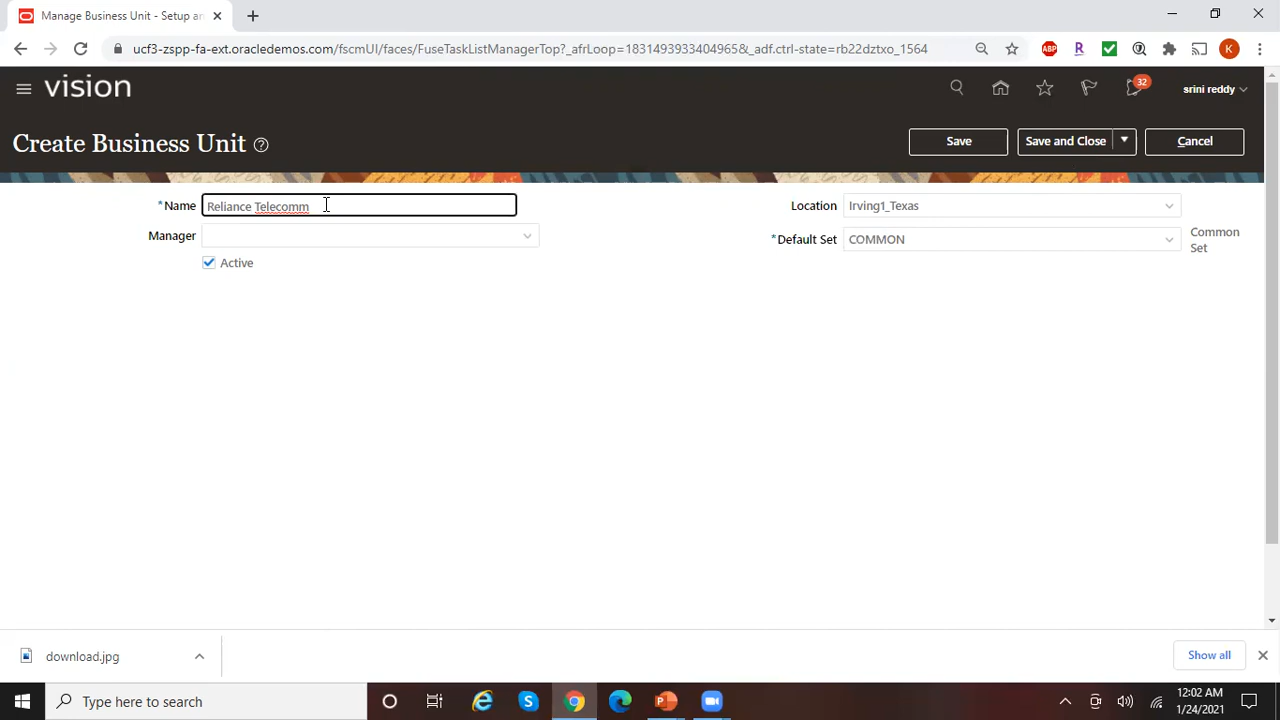 Manage Business Unit - Setup an
ucf3-zspp-fa-ext.oracledemos.com/fscmUI/faces/FuseTaskListManagerTop?_afrLoop=1831493933404965&_adf.ctrl-state=rb22dztxo_1564
ABP
R
K
vision
32
srini reddy
Create Business Unit ?
Save
Save and Close
Cancel
*Name Reliance Telecomm
Location Irving1_Texas
Manager
*Default Set COMMON
Common
Set
Active
download.jpg
Show all
Type here to search
12:02 AM
1/24/2021